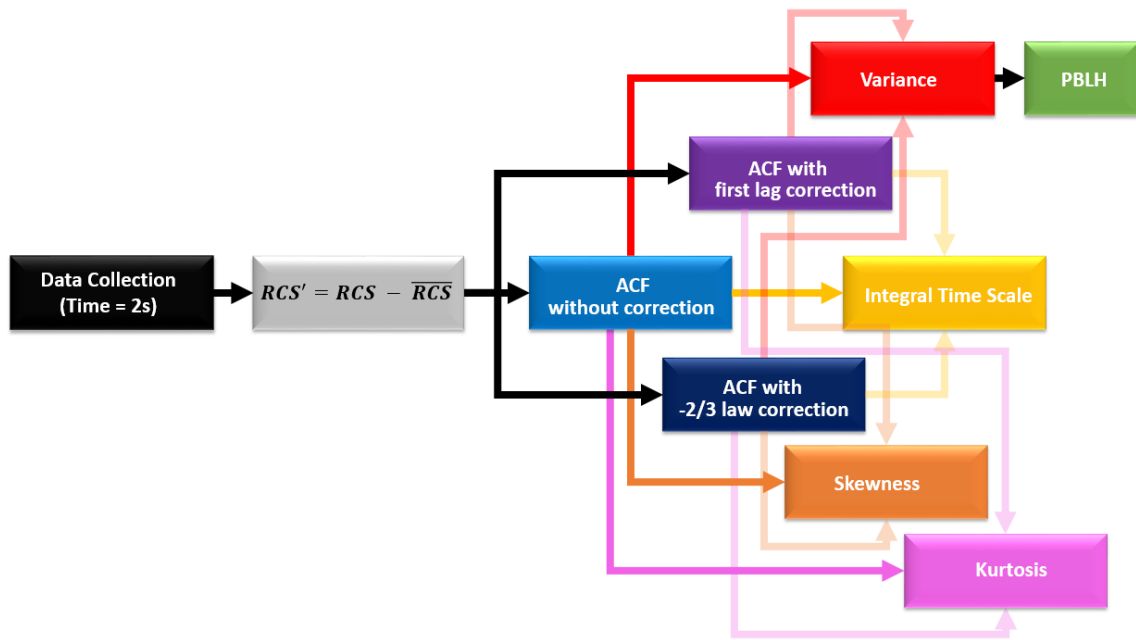 Variance
PBLH
ACF with
first lag correction
Data Collection
(Time = 2s)
RCS′ = RCS − \overline{RCS}
ACF
without correction
Integral Time Scale
ACF with
-2/3 law correction
Skewness
Kurtosis